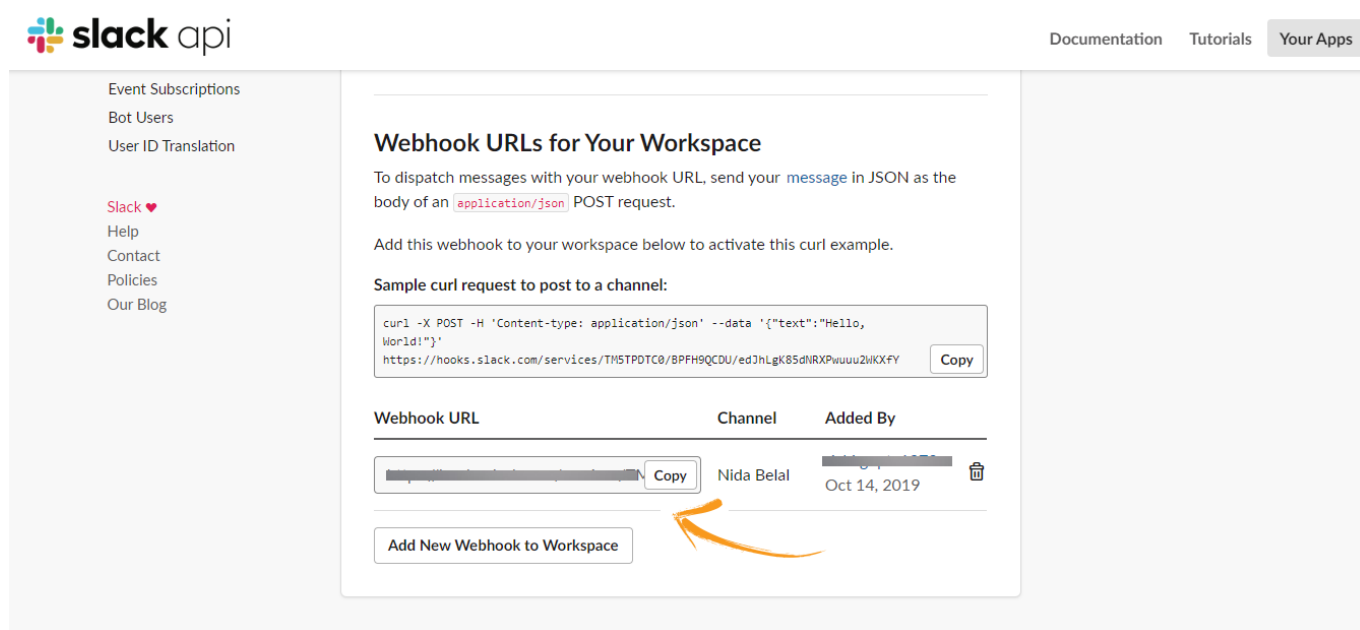 slack api
Documentation Tutorials Your Apps
Event Subscriptions
Bot Users
User ID Translation
Slack ♥
Help
Contact
Policies
Our Blog
Webhook URLs for Your Workspace
To dispatch messages with your webhook URL, send your message in JSON as the
body of an application/json POST request.
Add this webhook to your workspace below to activate this curl example.
Sample curl request to post to a channel:
curl -X POST -H 'Content-type: application/json' --data '{"text":"Hello,
World!"}'
https://hooks.slack.com/services/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
Copy
Webhook URL Channel Added By
Copy Nida Belal
Oct 14, 2019
Add New Webhook to Workspace